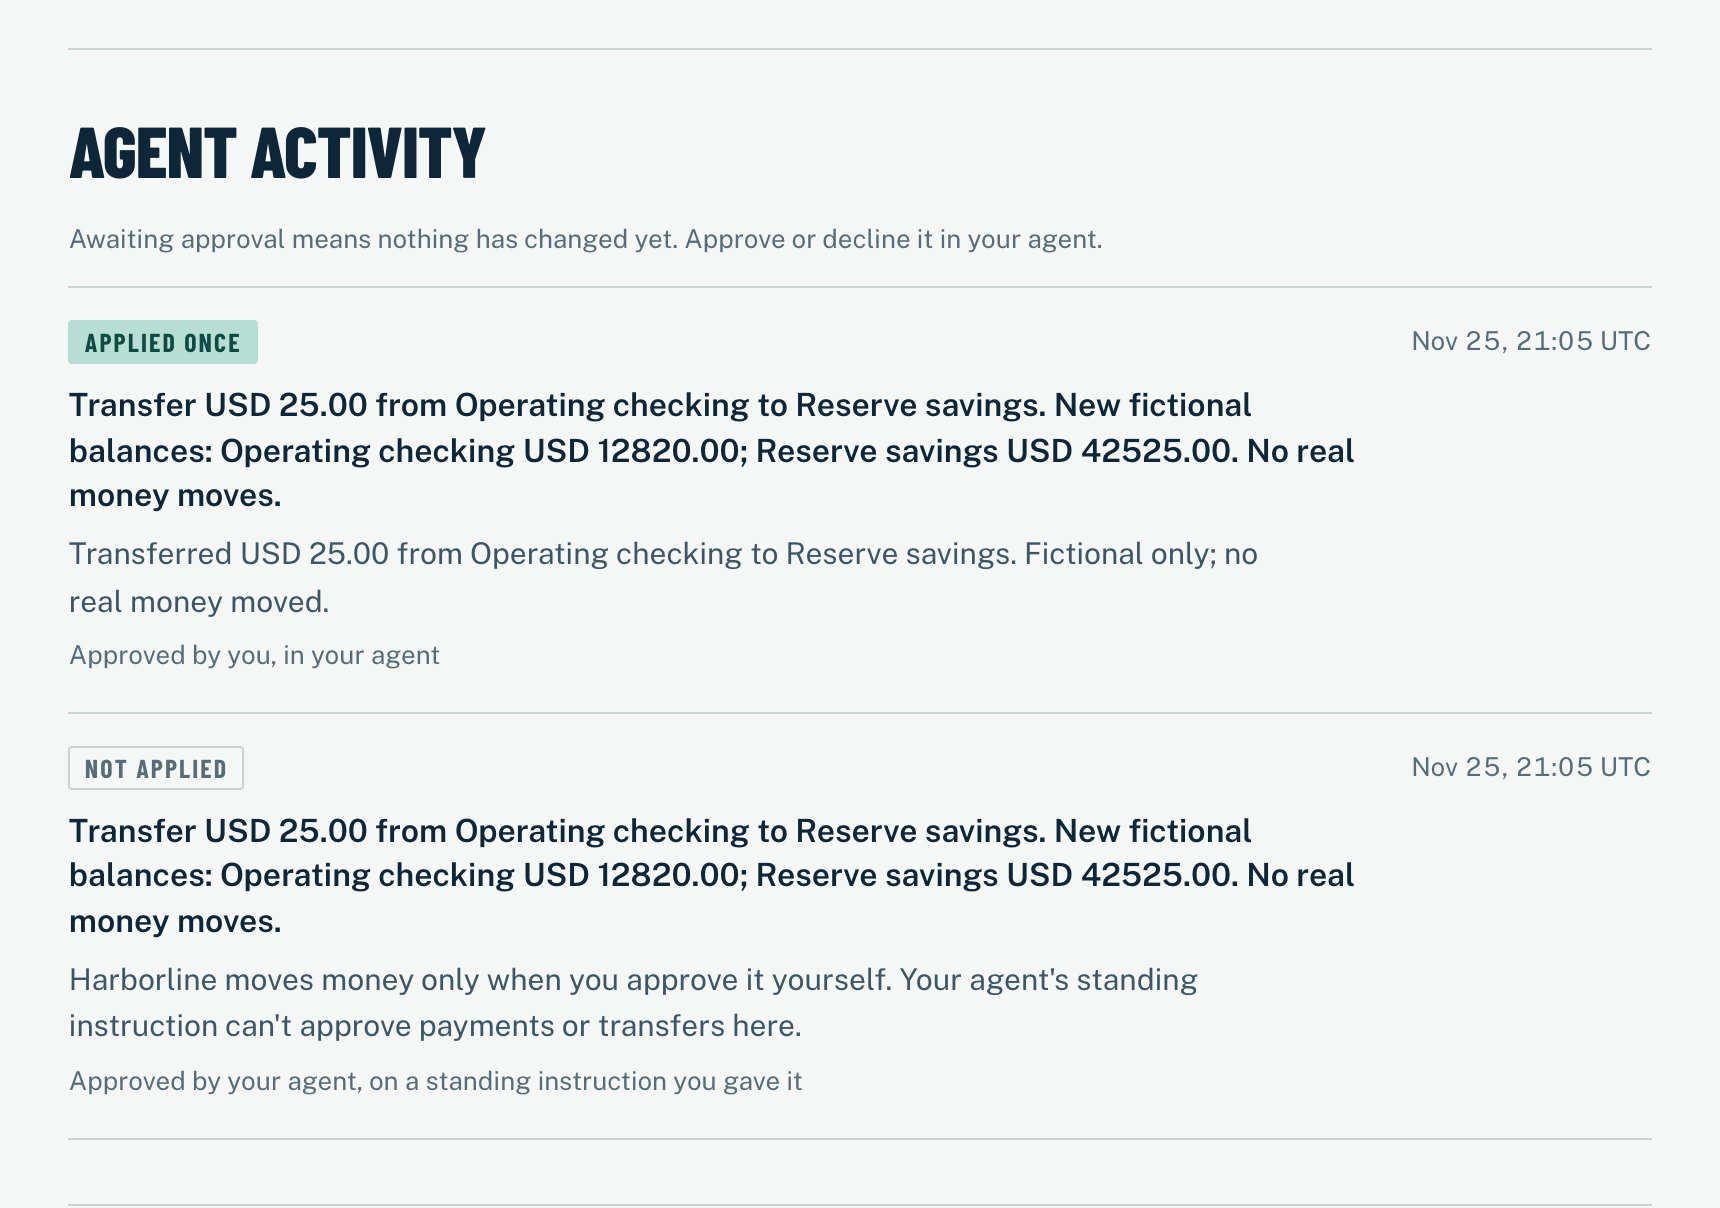 AGENT ACTIVITY
Awaiting approval means nothing has changed yet. Approve or decline it in your agent.
APPLIED ONCE
Nov 25, 21:05 UTC
Transfer USD 25.00 from Operating checking to Reserve savings. New fictional
balances: Operating checking USD 12820.00; Reserve savings USD 42525.00. No real
money moves.
Transferred USD 25.00 from Operating checking to Reserve savings. Fictional only; no
real money moved.
Approved by you, in your agent
NOT APPLIED
Nov 25, 21:05 UTC
Transfer USD 25.00 from Operating checking to Reserve savings. New fictional
balances: Operating checking USD 12820.00; Reserve savings USD 42525.00. No real
money moves.
Harborline moves money only when you approve it yourself. Your agent's standing
instruction can't approve payments or transfers here.
Approved by your agent, on a standing instruction you gave it